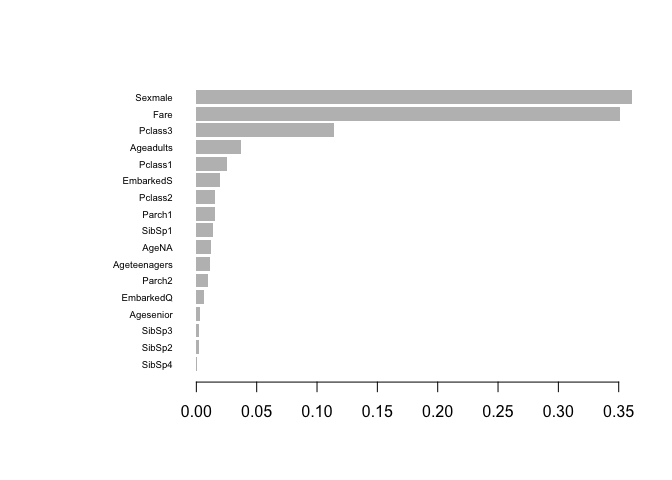 Sexmale
Fare
Pclass3
Ageadults
Pclass1
EmbarkedS
Pclass2
Parch1
SibSp1
AgeNA
Ageteenagers
Parch2
EmbarkedQ
Agesenior
SibSp3
SibSp2
SibSp4
0.00 0.05 0.10 0.15 0.20 0.25 0.30 0.35